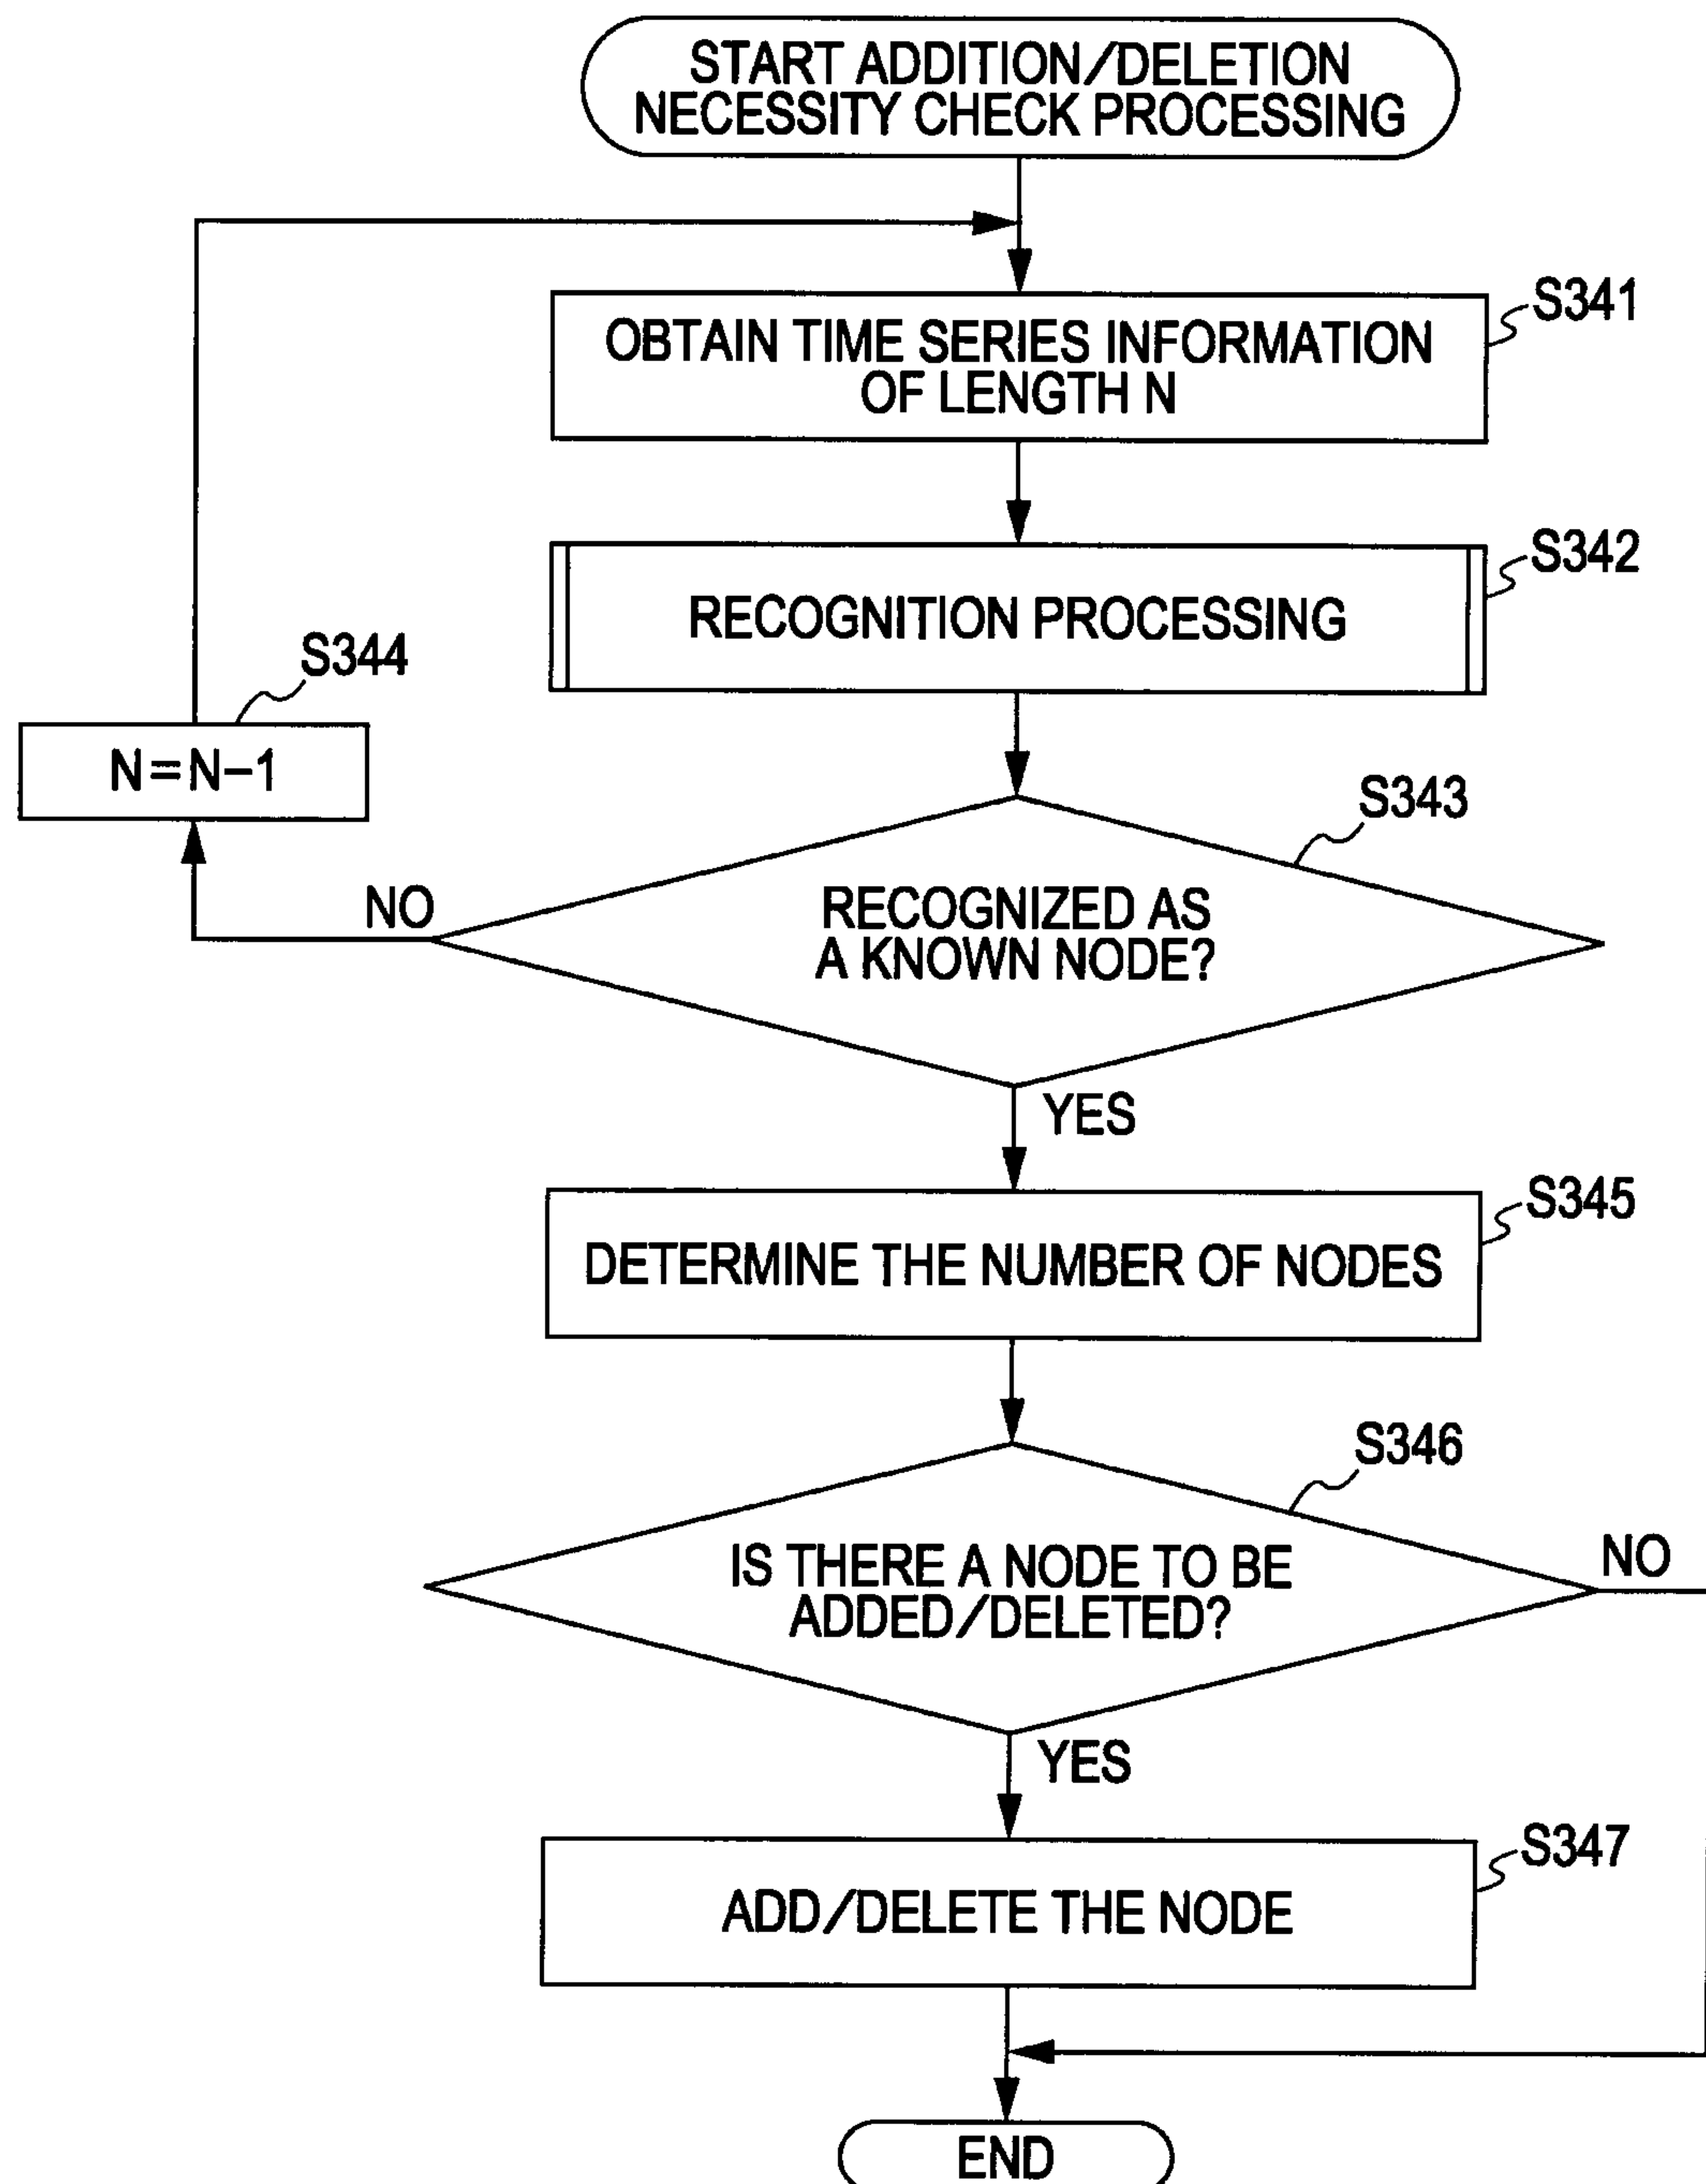 START ADDITION/DELETION
NECESSITY CHECK PROCESSING
S341
OBTAIN TIME SERIES INFORMATION
OF LENGTH N
S342
RECOGNITION PROCESSING
S344
N=N−1
S343
NO
RECOGNIZED AS
A KNOWN NODE?
YES
S345
DETERMINE THE NUMBER OF NODES
S346
IS THERE A NODE TO BE
ADDED/DELETED?
NO
YES
S347
ADD/DELETE THE NODE
END